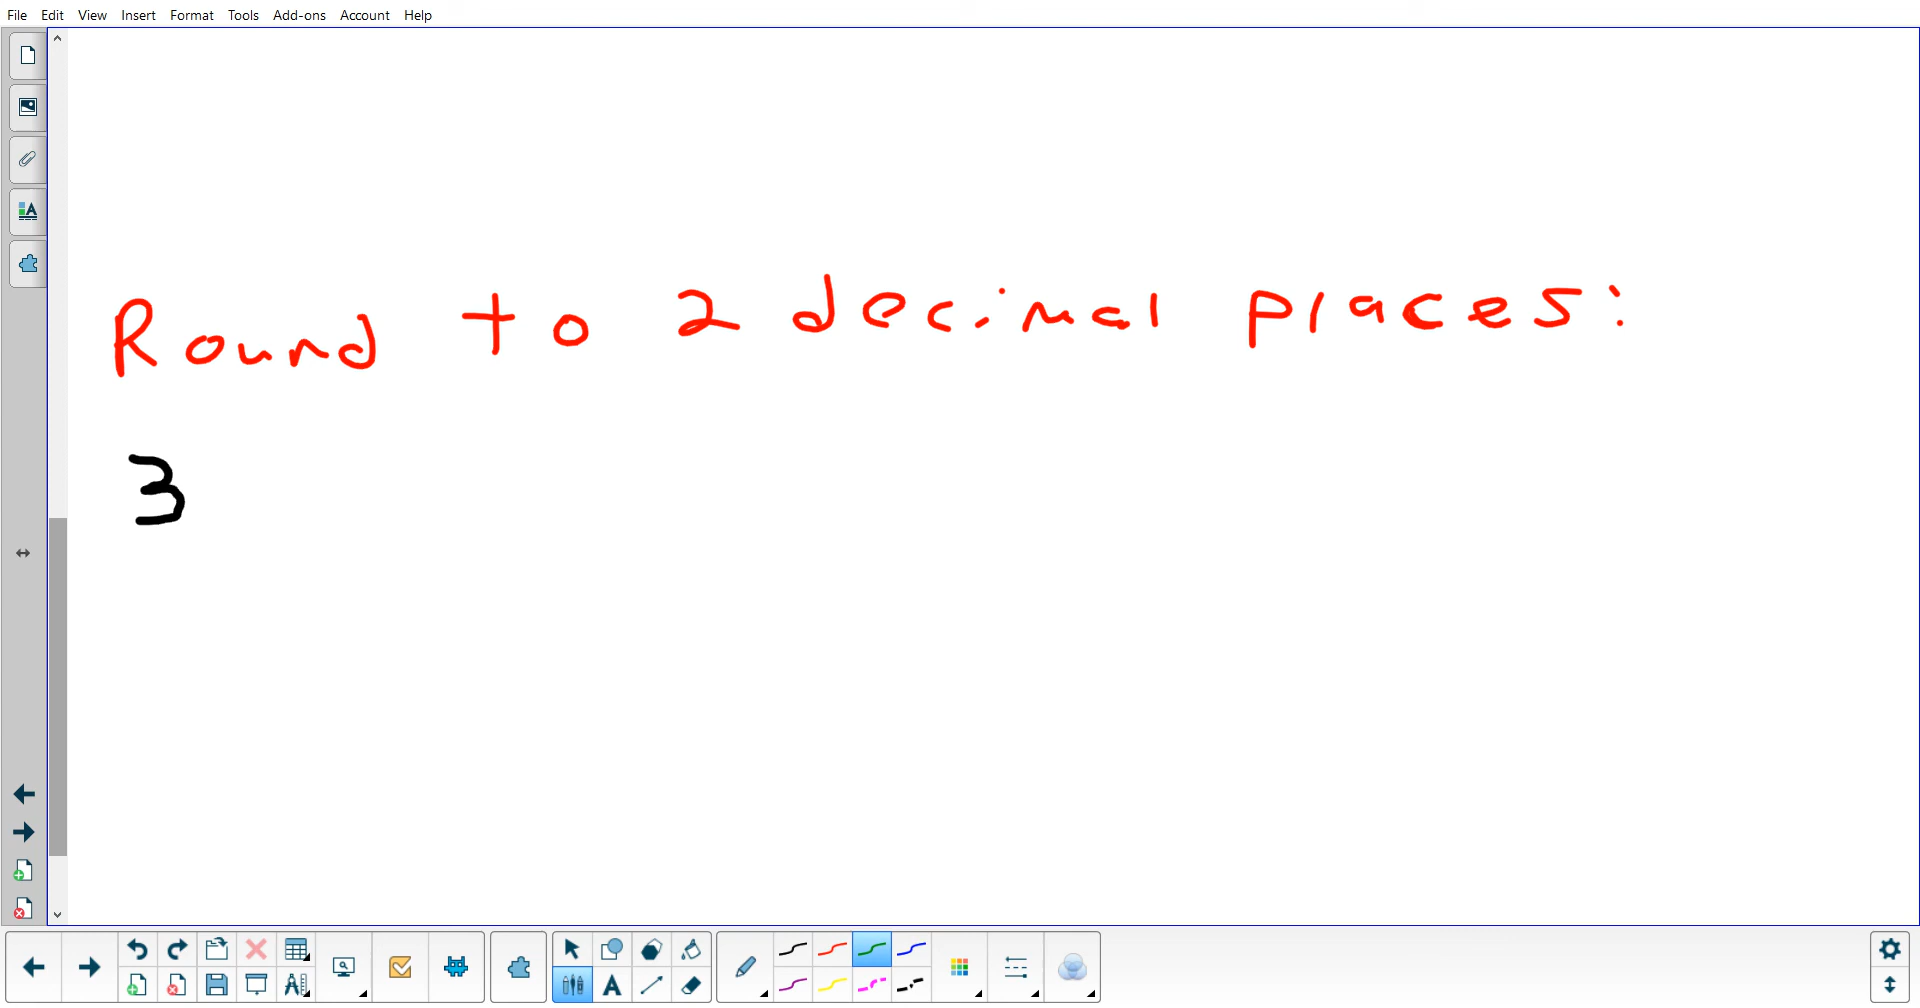 File Edit View Insert Format Tools Add-ons Account Help
Round to 2 decimal places:
3